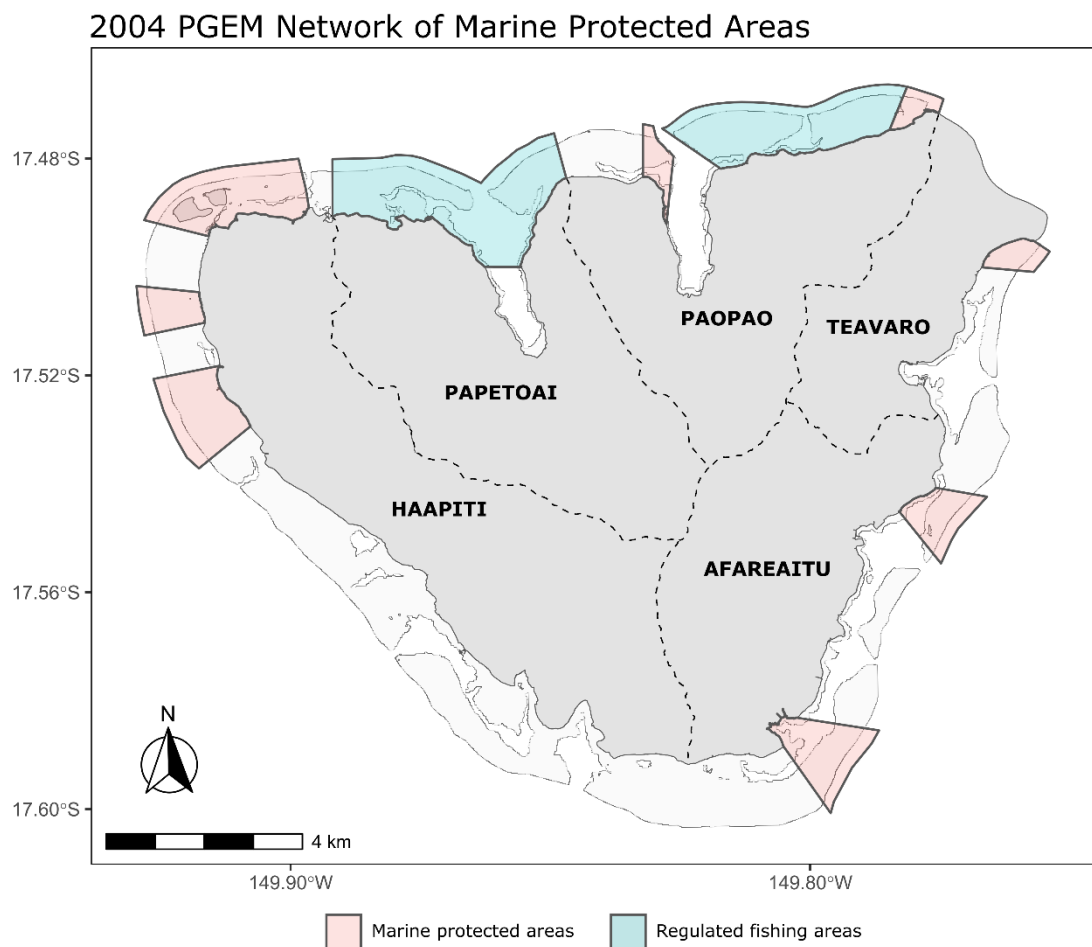 2004 PGEM Network of Marine Protected Areas
17.48°S
PAOPAO
TEAVARO
17.52°S
PAPETOAI
HAAPITI
AFAREAITU
17.56°S
N
17.60°S
4 km
149.90°W
149.80°W
Marine protected areas
Regulated fishing areas